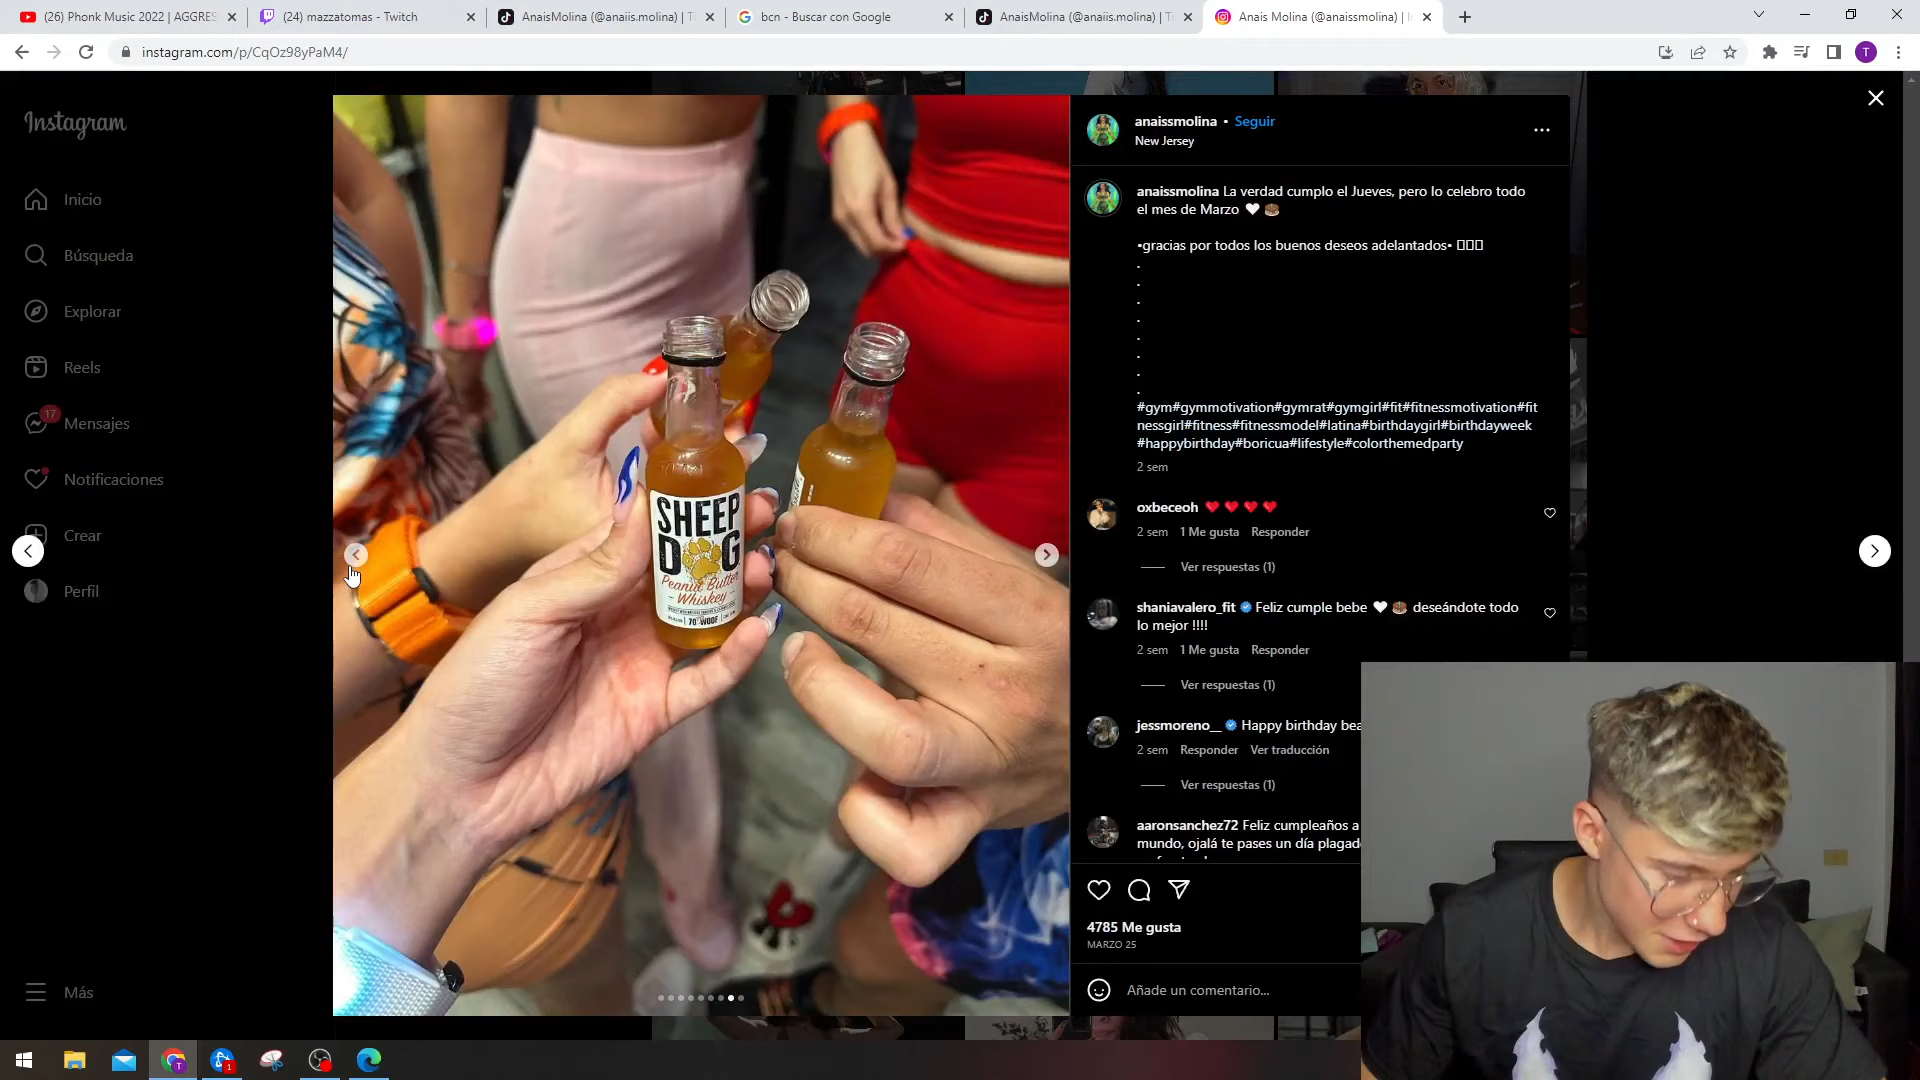 (26) Phonk Music 2022 | AGGRES
(24) mazzatomas - Twitch
AnaisMolina (@anaiis.molina) | Ti
bcn - Buscar con Google
AnaisMolina (@anaiis.molina) | Ti
Anais Molina (@anaissmolina) | I
instagram.com/p/CqOz98yPaM4/
T
Instagram
Inicio
Búsqueda
Explorar
Reels
17
Mensajes
Notificaciones
Crear
Perfil
Más
SHEEP
DOG
Peanut Butter
Whiskey
70° WOOF
anaissmolina • Seguir
New Jersey
anaissmolina La verdad cumplo el Jueves, pero lo celebro todo
el mes de Marzo 🤍 🎂
•gracias por todos los buenos deseos adelantados• ▯▯▯
.
.
.
.
.
.
.
.
#gym#gymmotivation#gymrat#gymgirl#fit#fitnessmotivation#fit
nessgirl#fitness#fitnessmodel#latina#birthdaygirl#birthdayweek
#happybirthday#boricua#lifestyle#colorthemedparty
2 sem
oxbeceoh ❤️ ❤️ ❤️ ❤️
2 sem 1 Me gusta Responder
Ver respuestas (1)
shaniavalero_fit Feliz cumple bebe 🤍 🎂 deseándote todo
lo mejor !!!!
2 sem 1 Me gusta Responder
Ver respuestas (1)
jessmoreno__ Happy birthday bea
2 sem Responder Ver traducción
Ver respuestas (1)
aaronsanchez72 Feliz cumpleaños a
mundo, ojalá te pases un día plagad
4785 Me gusta
MARZO 25
Añade un comentario...
T
1